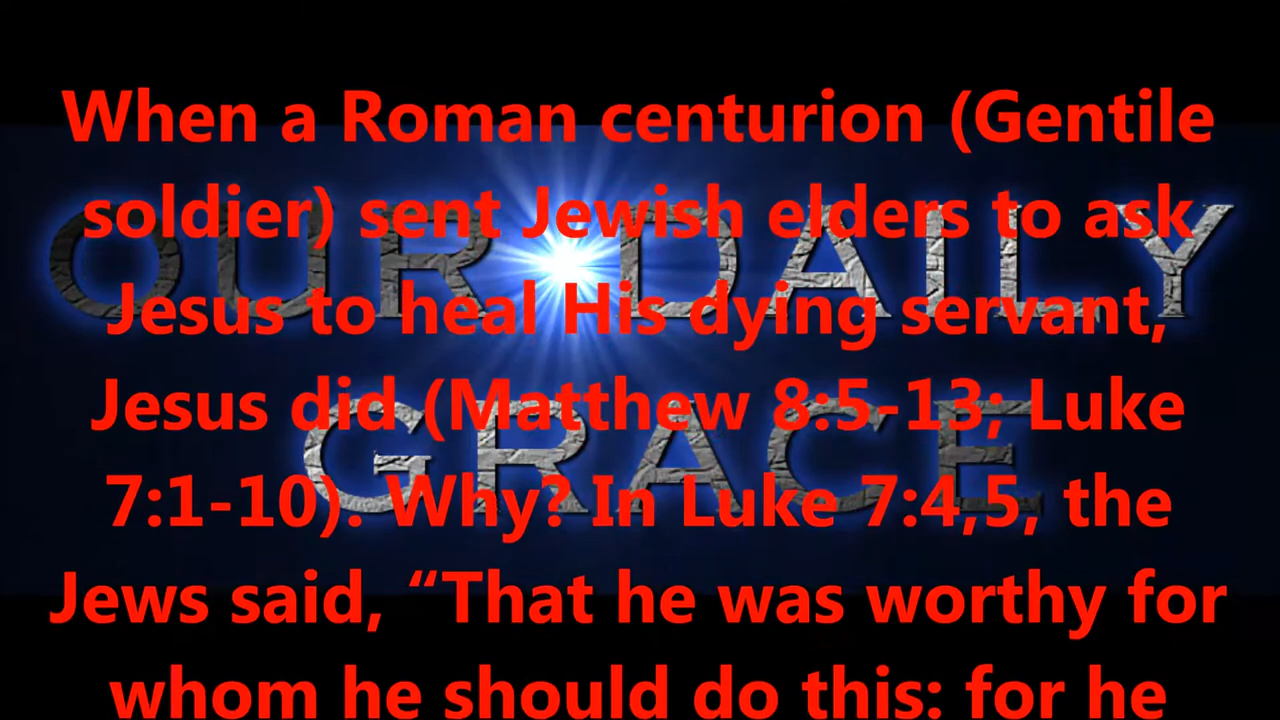 When a Roman centurion (Gentile
soldier) sent Jewish elders to ask
OUR DAILY
Jesus to heal His dying servant,
Jesus did (Matthew 8:5-13; Luke
GRACE
7:1-10). Why? In Luke 7:4,5, the
Jews said, “That he was worthy for
whom he should do this: for he